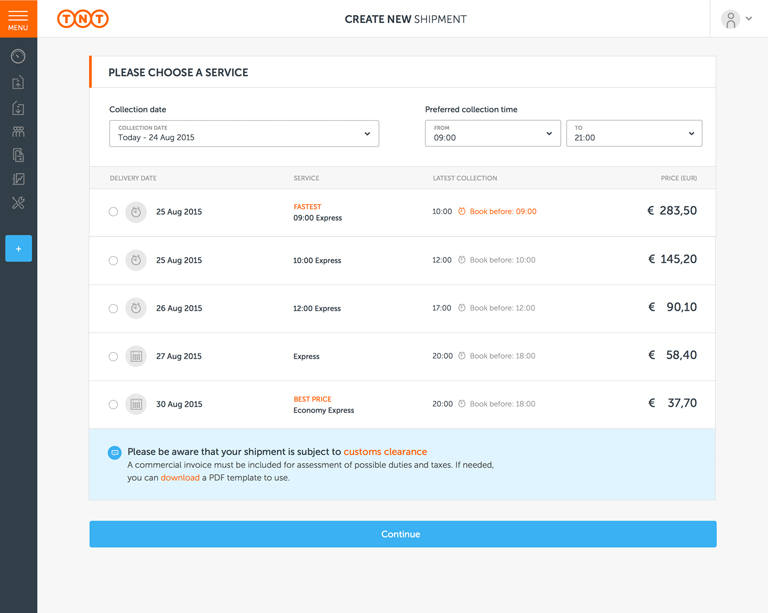 MENU
TNT
CREATE NEW SHIPMENT
PLEASE CHOOSE A SERVICE
Collection date
Preferred collection time
COLLECTION DATE
Today - 24 Aug 2015
FROM
09:00
TO
21:00
DELIVERY DATE SERVICE LATEST COLLECTION PRICE (EUR)
FASTEST
25 Aug 2015 09:00 Express 10:00 Book before: 09:00 € 283,50
25 Aug 2015 10:00 Express 12:00 Book before: 10:00 € 145,20
26 Aug 2015 12:00 Express 17:00 Book before: 12:00 € 90,10
27 Aug 2015 Express 20:00 Book before: 18:00 € 58,40
BEST PRICE
30 Aug 2015 Economy Express 20:00 Book before: 18:00 € 37,70
Please be aware that your shipment is subject to customs clearance
A commercial invoice must be included for assessment of possible duties and taxes. If needed,
you can download a PDF template to use.
+
Continue